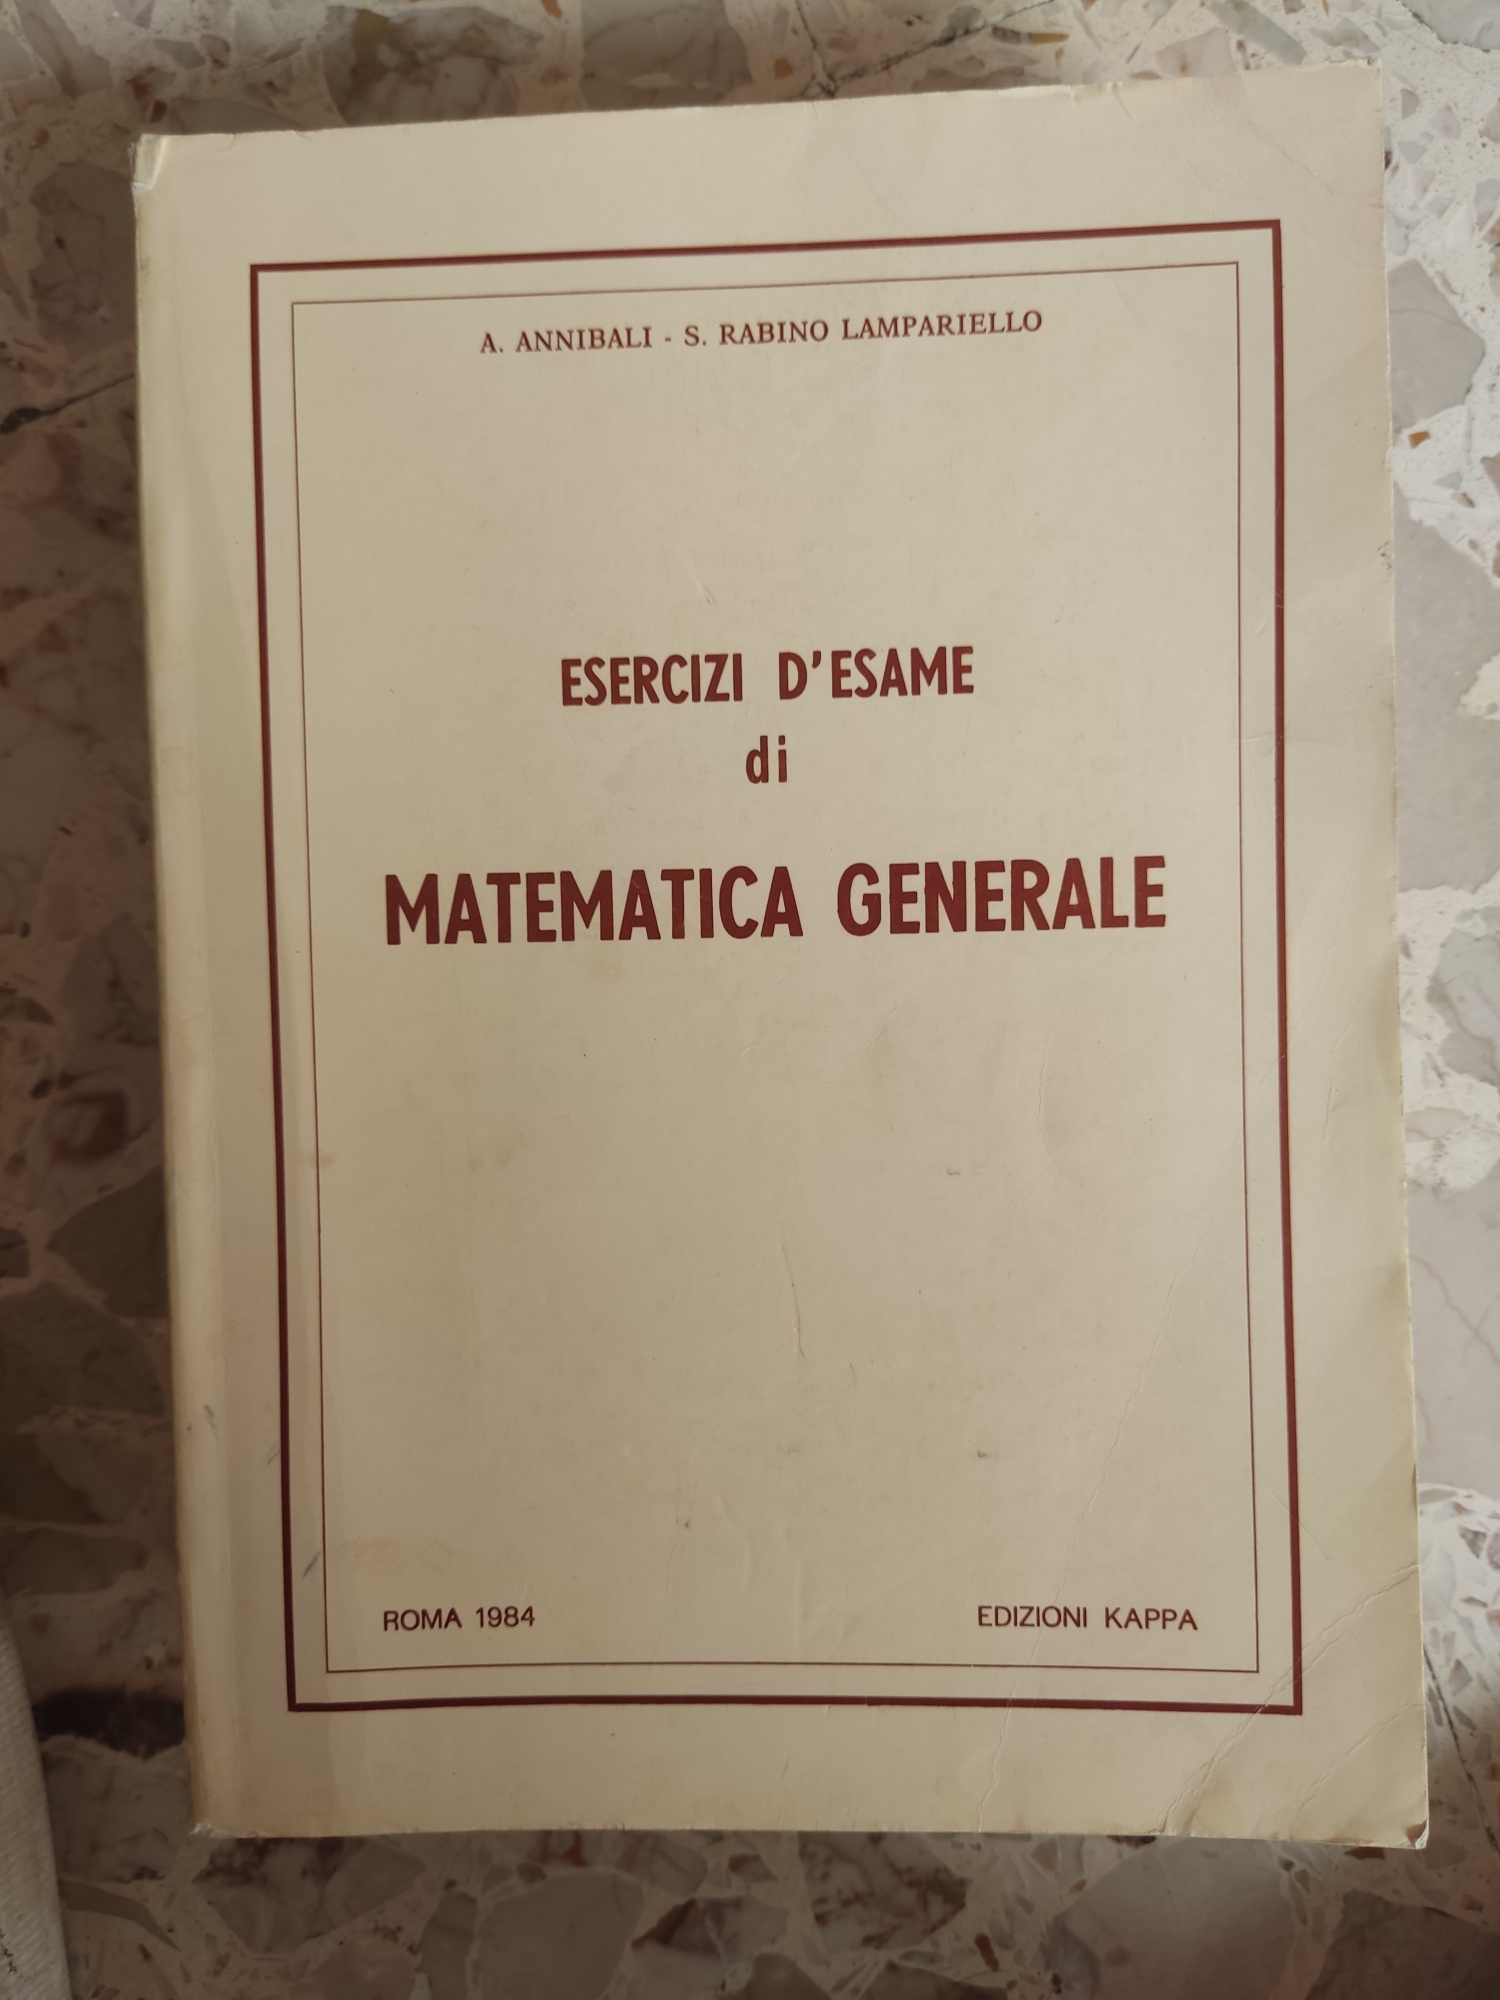 A. ANNIBALI - S. RABINO LAMPARIELLO
ESERCIZI D'ESAME
di
MATEMATICA GENERALE
ROMA 1984 EDIZIONI KAPPA